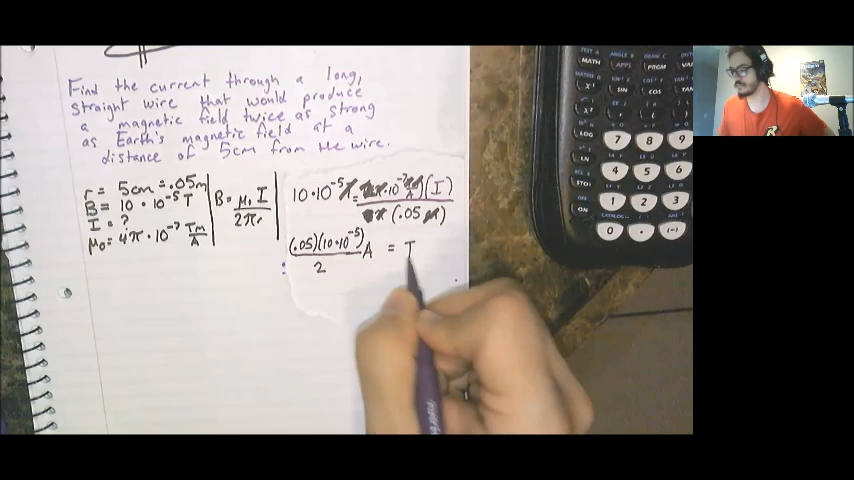 Find the current through a long,
straight wire that would produce
a magnetic field twice as strong
as Earth's magnetic field at a
distance of 5cm from the wire.
r = 5cm = .05m
B = 10 · 10⁻⁵ T
I = ?
μ₀ = 4π · 10⁻⁷ Tm/A
B = μ₀ I / 2πr
10·10⁻⁵ = (I) / (.05
(.05)(10·10⁻⁵) / 2 A = I
MATH APPS PRGM
SIN COS TAN
LOG 7 8 9
LN 4 5 6
STO 1 2 3
ON 0 . (-)